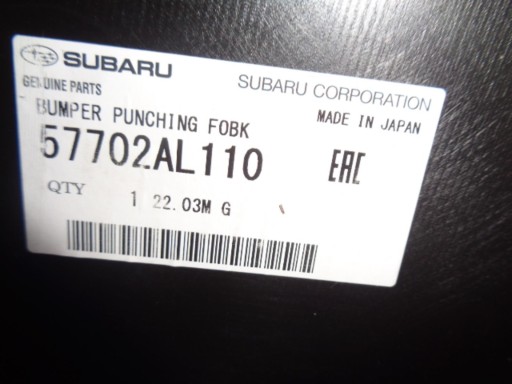 SUBARU
GENUINE PARTS
SUBARU CORPORATION
BUMPER PUNCHING FOBK
MADE IN JAPAN
57702AL110
EAC
QTY 1 22.03M G